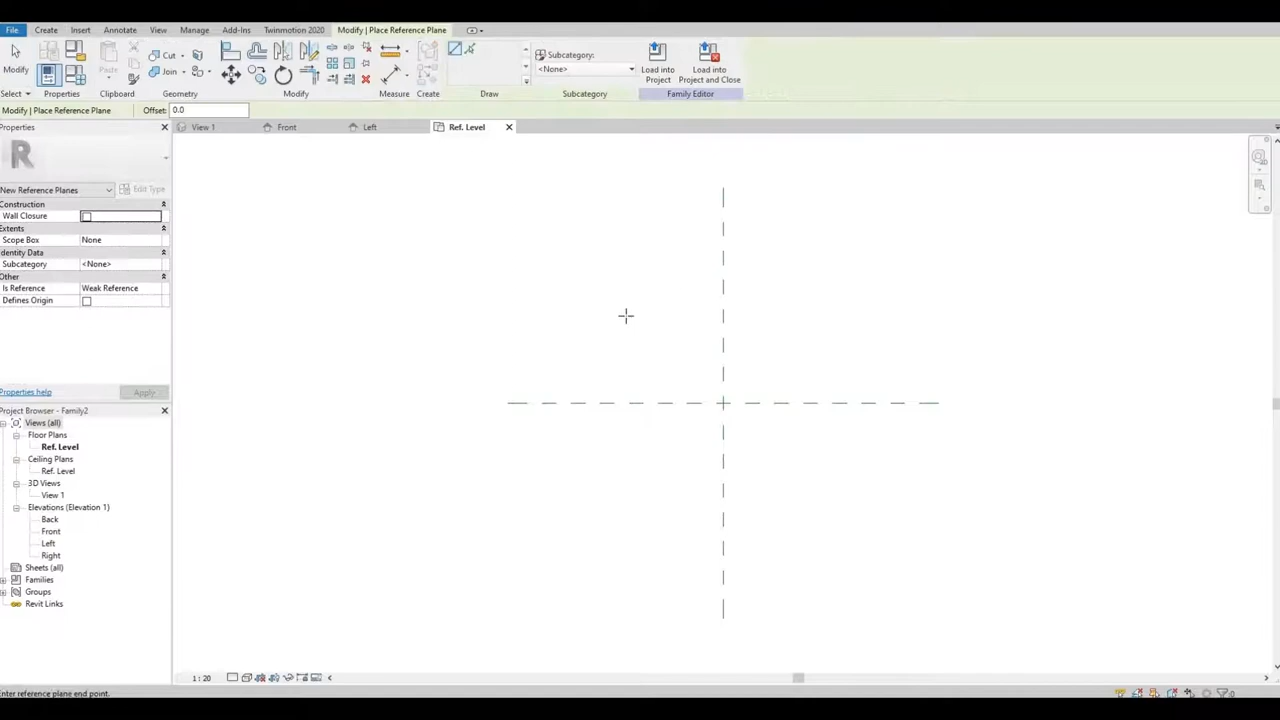 File Create Insert Annotate View Manage Add-Ins Twinmotion 2020 Modify | Place Reference Plane
Modify Paste Cut Join Subcategory: <None> Load into Project Load into Project and Close
Select Properties Clipboard Geometry Modify Measure Create Draw Subcategory Family Editor
Modify | Place Reference Plane Offset: 0.0
Properties View 1 Front Left Ref. Level
R
New Reference Planes Edit Type
Construction
Wall Closure
Extents
Scope Box None
Identity Data
Subcategory <None>
Other
Is Reference Weak Reference
Defines Origin
Properties help Apply
Project Browser - Family2
Views (all)
Floor Plans
Ref. Level
Ceiling Plans
Ref. Level
3D Views
View 1
Elevations (Elevation 1)
Back
Front
Left
Right
Sheets (all)
Families
Groups
Revit Links
1 : 20
Enter reference plane end point. :0